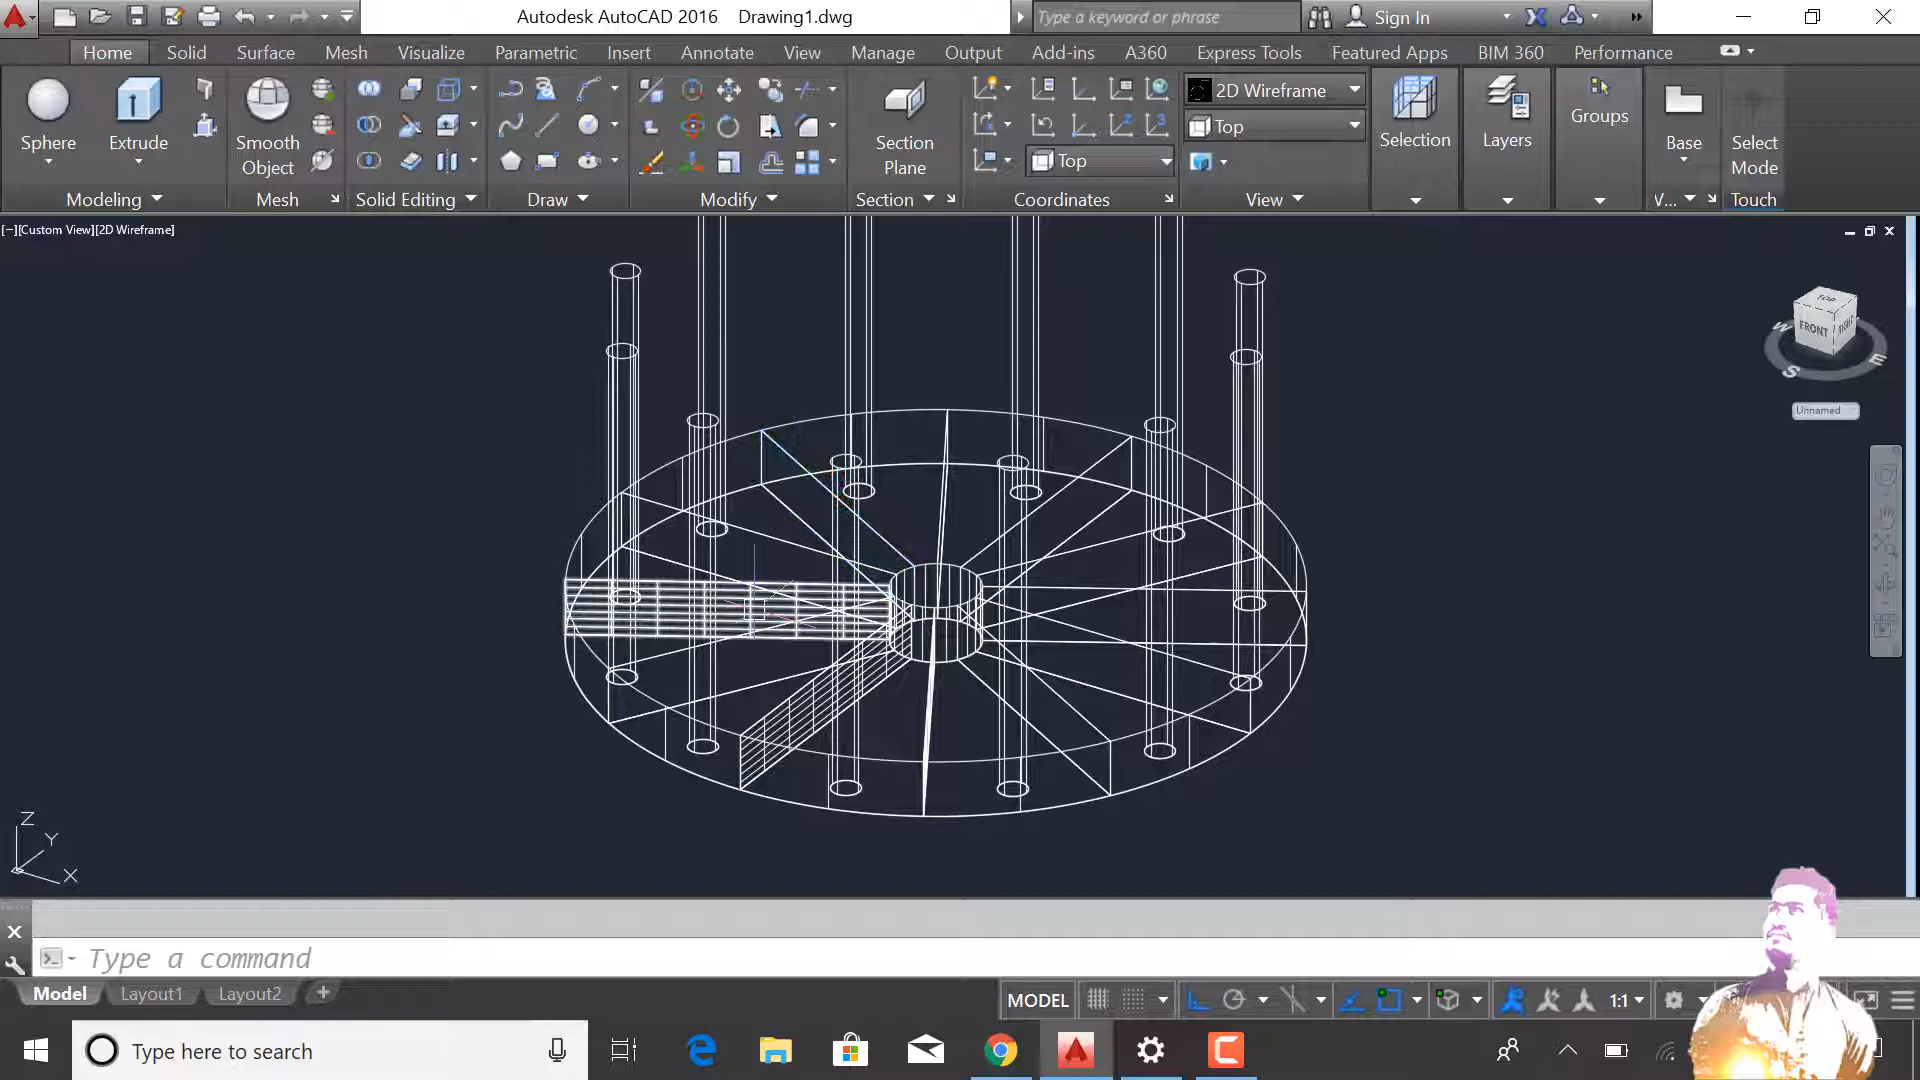 Autodesk AutoCAD 2016 Drawing1.dwg
Type a keyword or phrase
Sign In
Home Solid Surface Mesh Visualize Parametric Insert Annotate View Manage Output Add-ins A360 Express Tools Featured Apps BIM 360 Performance
Sphere
Extrude
Smooth
Object
Section
Plane
2D Wireframe
Top
Top
Selection
Layers
Groups
Base
Select
Mode
Modeling Mesh Solid Editing Draw Modify Section Coordinates View V... Touch
[−][Custom View][2D Wireframe]
TOP
FRONT
RIGHT
W
S
E
Unnamed
Z
Y
X
Type a command
Model Layout1 Layout2
MODEL
1:1
Type here to search